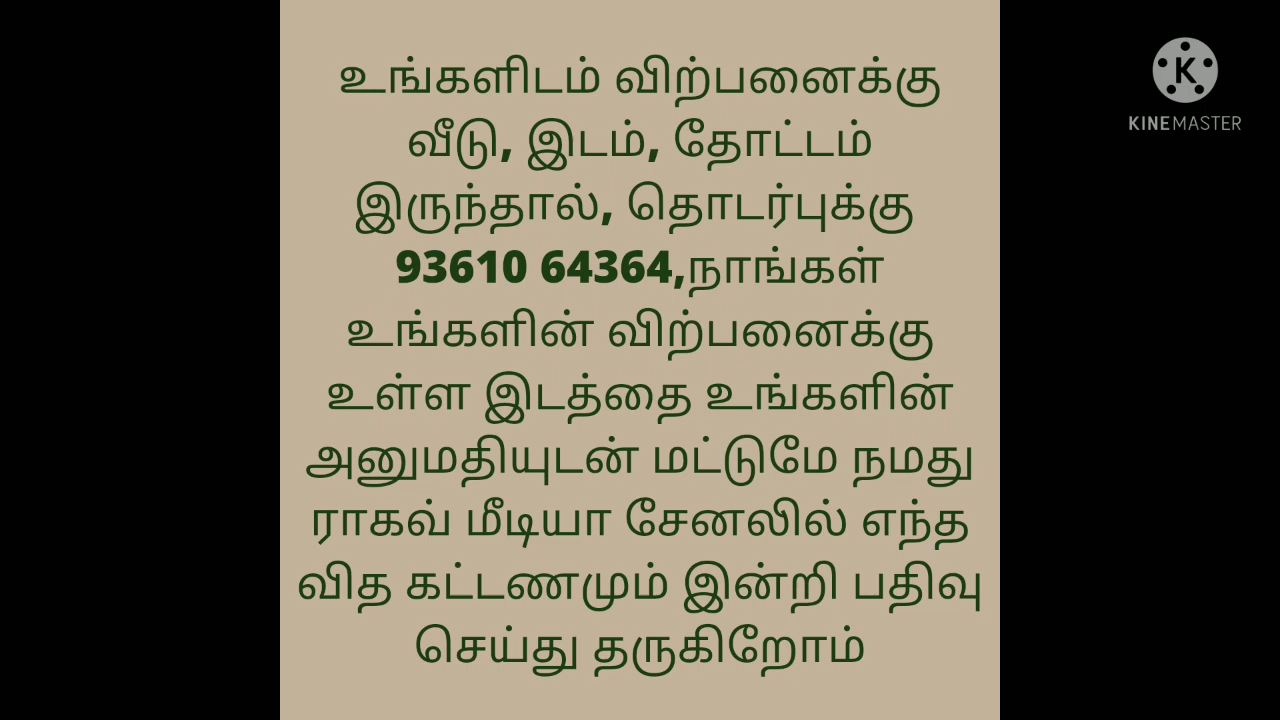 உங்களிடம் விற்பனைக்கு
வீடு, இடம், தோட்டம்
இருந்தால், தொடர்புக்கு
93610 64364,நாங்கள்
உங்களின் விற்பனைக்கு
உள்ள இடத்தை உங்களின்
அனுமதியுடன் மட்டுமே நமது
ராகவ் மீடியா சேனலில் எந்த
வித கட்டணமும் இன்றி பதிவு
செய்து தருகிறோம்
K
KINEMASTER